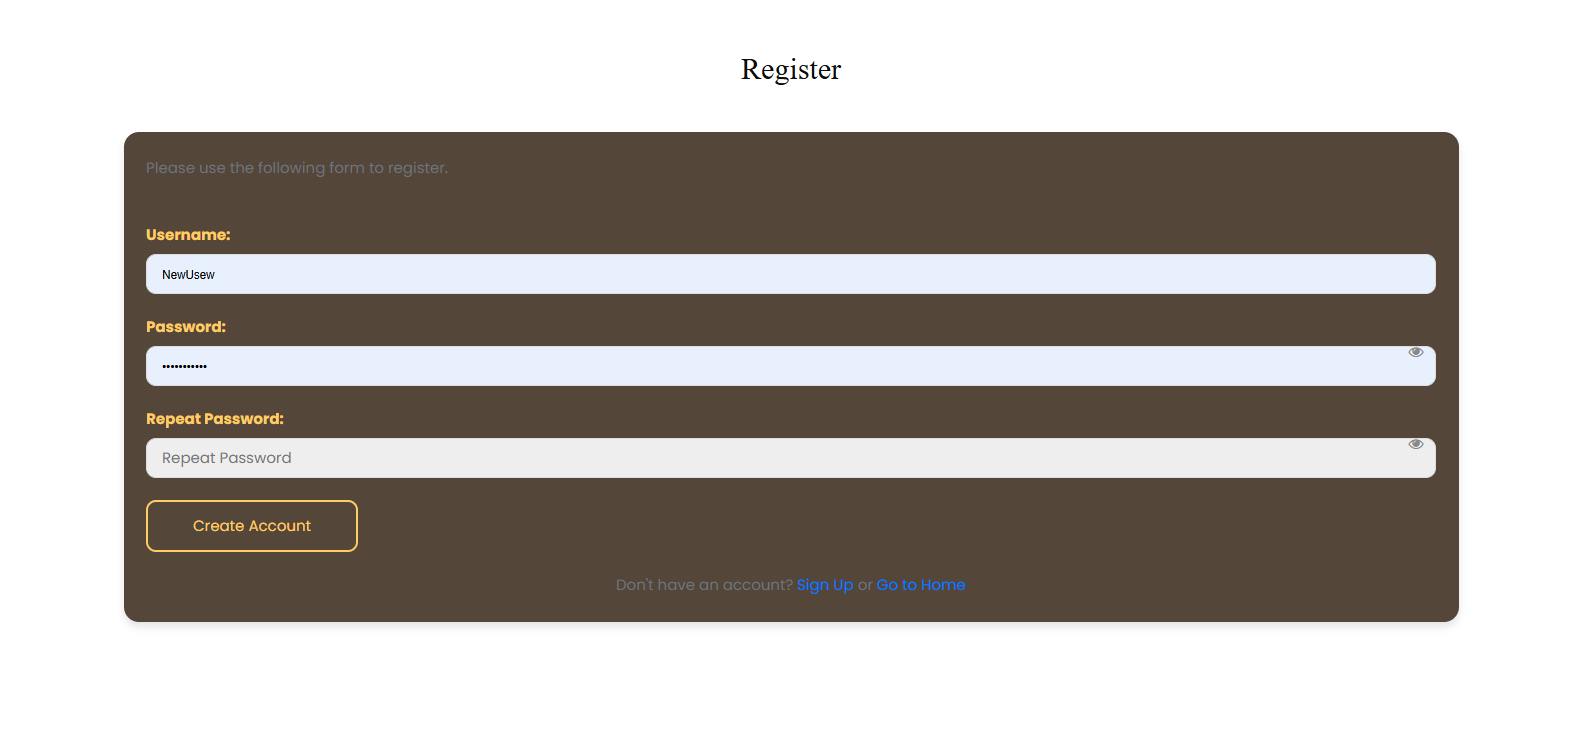 Register
Please use the following form to register.
Username:
NewUsew
Password:
•••••••••••
Repeat Password:
Repeat Password
Create Account
Don't have an account? Sign Up or Go to Home